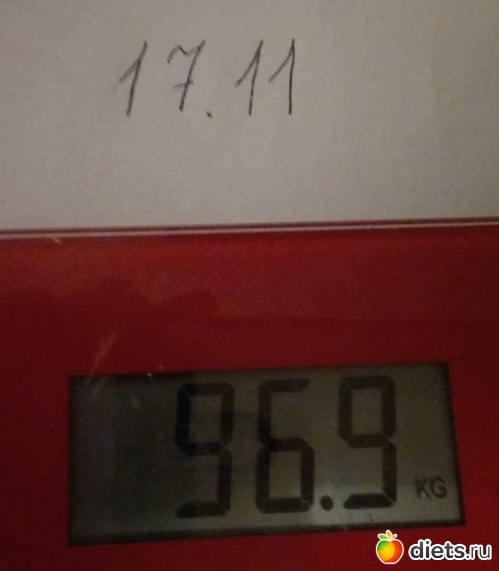 17.11
96.9 KG
diets.ru